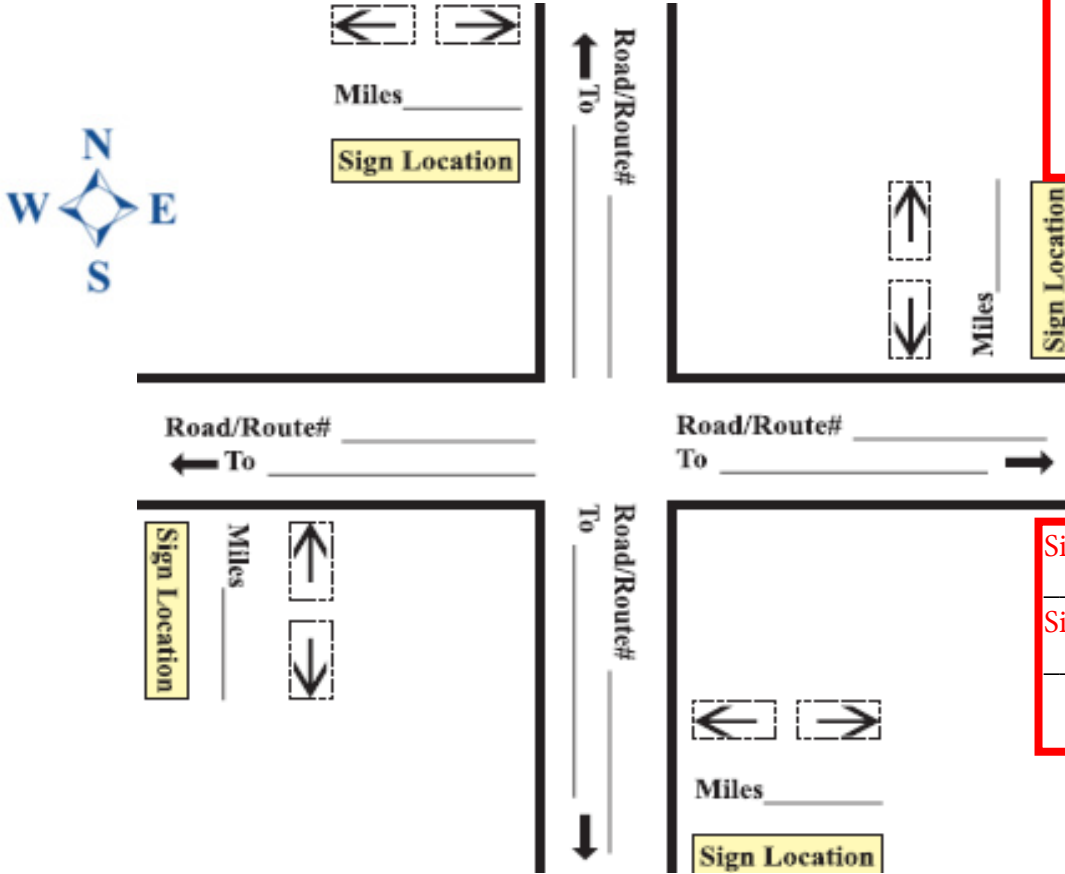 Miles
Sign Location
To
Road/Route#
N
W E
S
Miles
Sign Location
Road/Route#
To
Road/Route#
To
Sign Location
Miles
To
Road/Route#
Miles
Sign Location